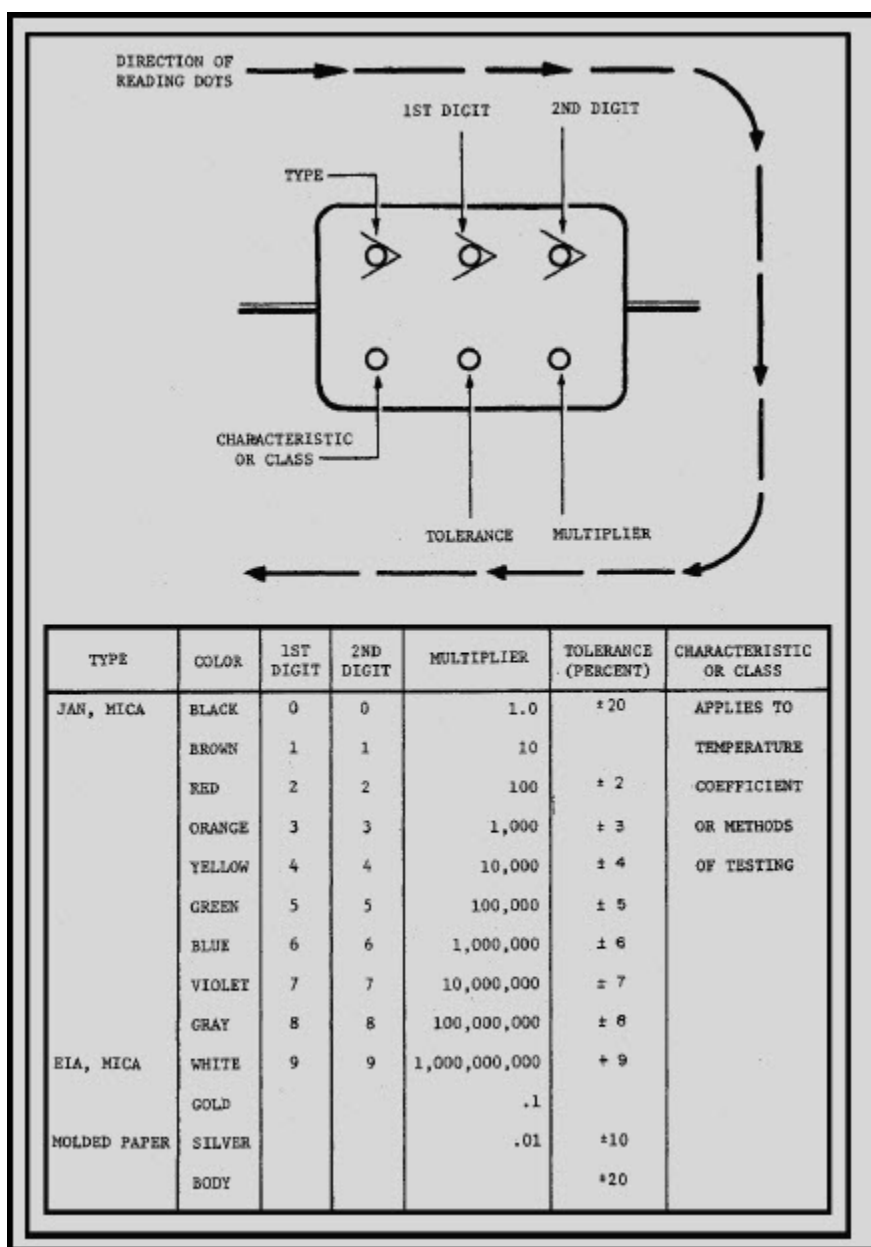 DIRECTION OF
READING DOTS
1ST DIGIT 2ND DIGIT
TYPE
CHARACTERISTIC
OR CLASS
TOLERANCE MULTIPLIER
TYPE COLOR 1ST DIGIT 2ND DIGIT MULTIPLIER TOLERANCE (PERCENT) CHARACTERISTIC OR CLASS
JAN, MICA BLACK 0 0 1.0 ±20 APPLIES TO
BROWN 1 1 10 TEMPERATURE
RED 2 2 100 ± 2 COEFFICIENT
ORANGE 3 3 1,000 ± 3 OR METHODS
YELLOW 4 4 10,000 ± 4 OF TESTING
GREEN 5 5 100,000 ± 5
BLUE 6 6 1,000,000 ± 6
VIOLET 7 7 10,000,000 ± 7
GRAY 8 8 100,000,000 ± 8
EIA, MICA WHITE 9 9 1,000,000,000 ± 9
GOLD .1
MOLDED PAPER SILVER .01 ±10
BODY ±20